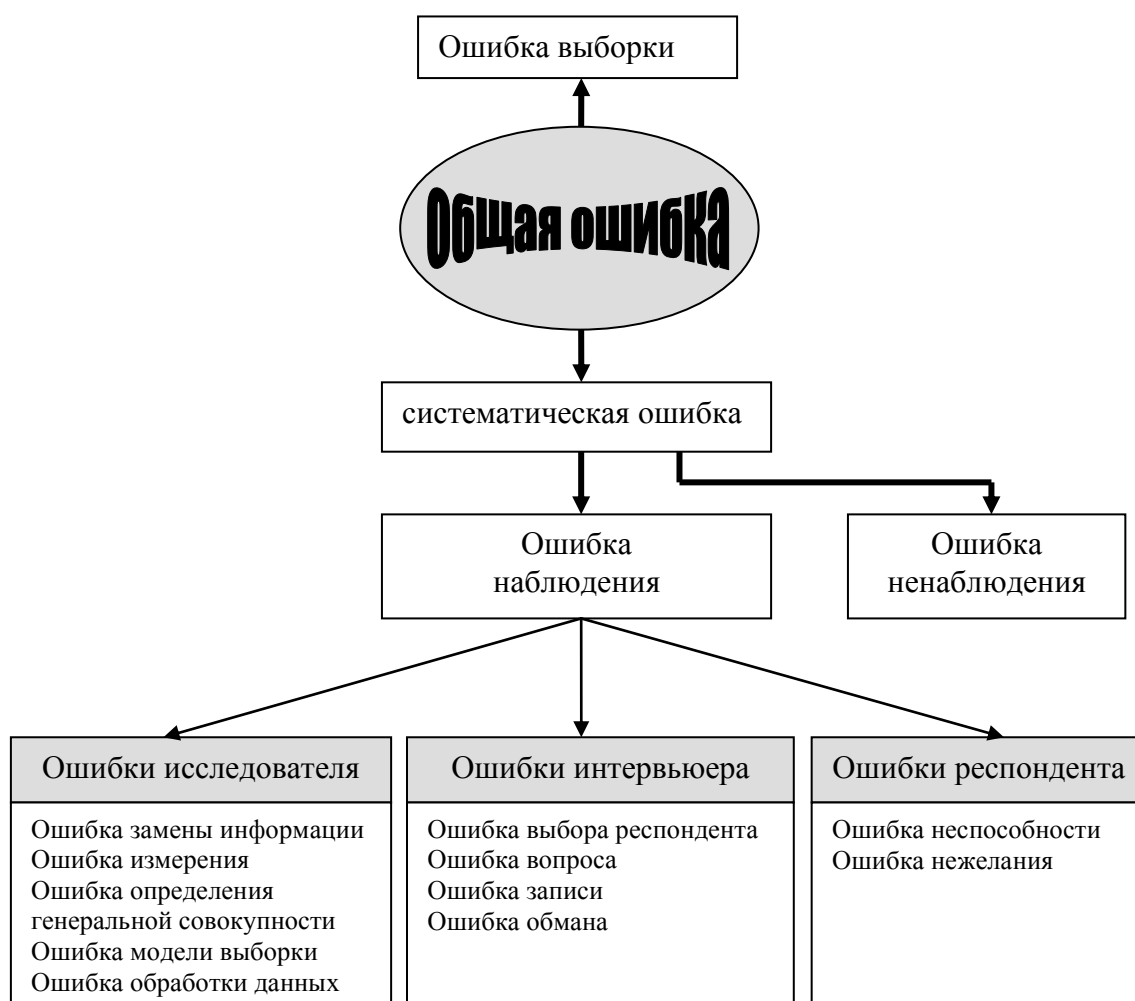 Ошибка выборки
Общая ошибка
систематическая ошибка
Ошибка
наблюдения
Ошибка
ненаблюдения
Ошибки исследователя
Ошибка замены информации
Ошибка измерения
Ошибка определения
генеральной совокупности
Ошибка модели выборки
Ошибка обработки данных
Ошибки интервьюера
Ошибка выбора респондента
Ошибка вопроса
Ошибка записи
Ошибка обмана
Ошибки респондента
Ошибка неспособности
Ошибка нежелания